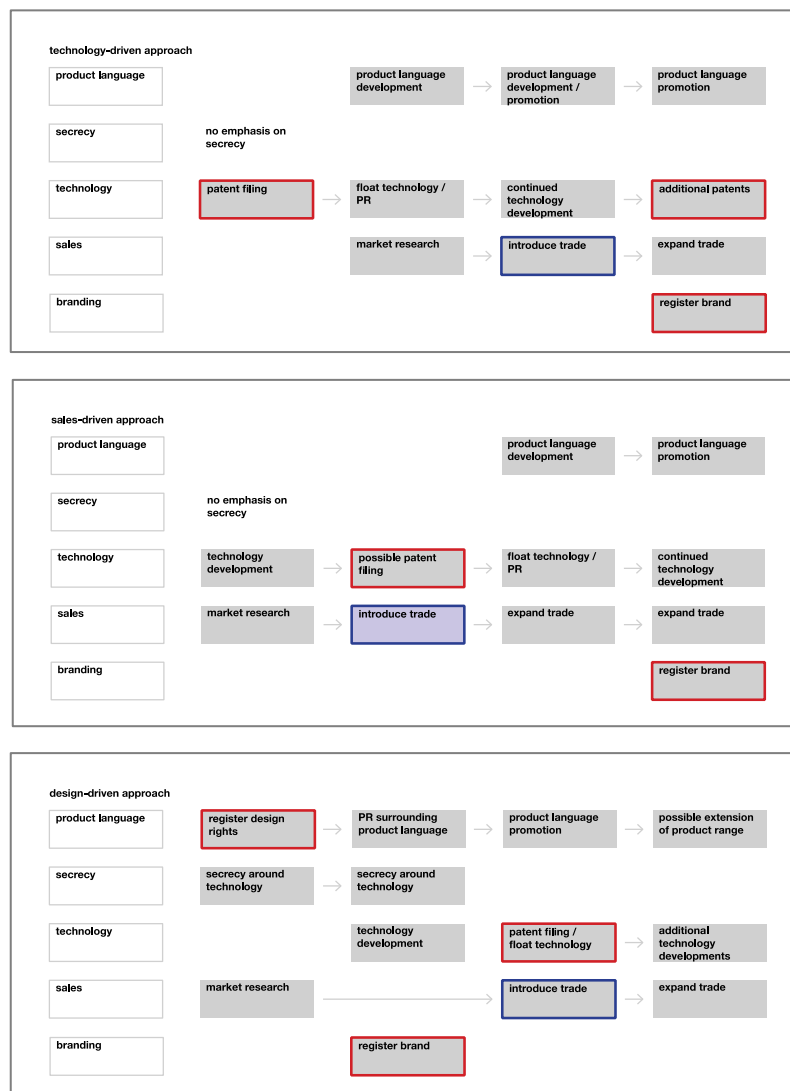 technology-driven approach
product language
product language
development
product language
development /
promotion
product language
promotion
secrecy
no emphasis on
secrecy
technology
patent filing
float technology /
PR
continued
technology
development
additional patents
sales
market research
introduce trade
expand trade
branding
register brand
sales-driven approach
product language
product language
development
product language
promotion
secrecy
no emphasis on
secrecy
technology
technology
development
possible patent
filing
float technology /
PR
continued
technology
development
sales
market research
introduce trade
expand trade
expand trade
branding
register brand
design-driven approach
product language
register design
rights
PR surrounding
product language
product language
promotion
possible extension
of product range
secrecy
secrecy around
technology
secrecy around
technology
technology
technology
development
patent filing /
float technology
additional
technology
developments
sales
market research
introduce trade
expand trade
branding
register brand